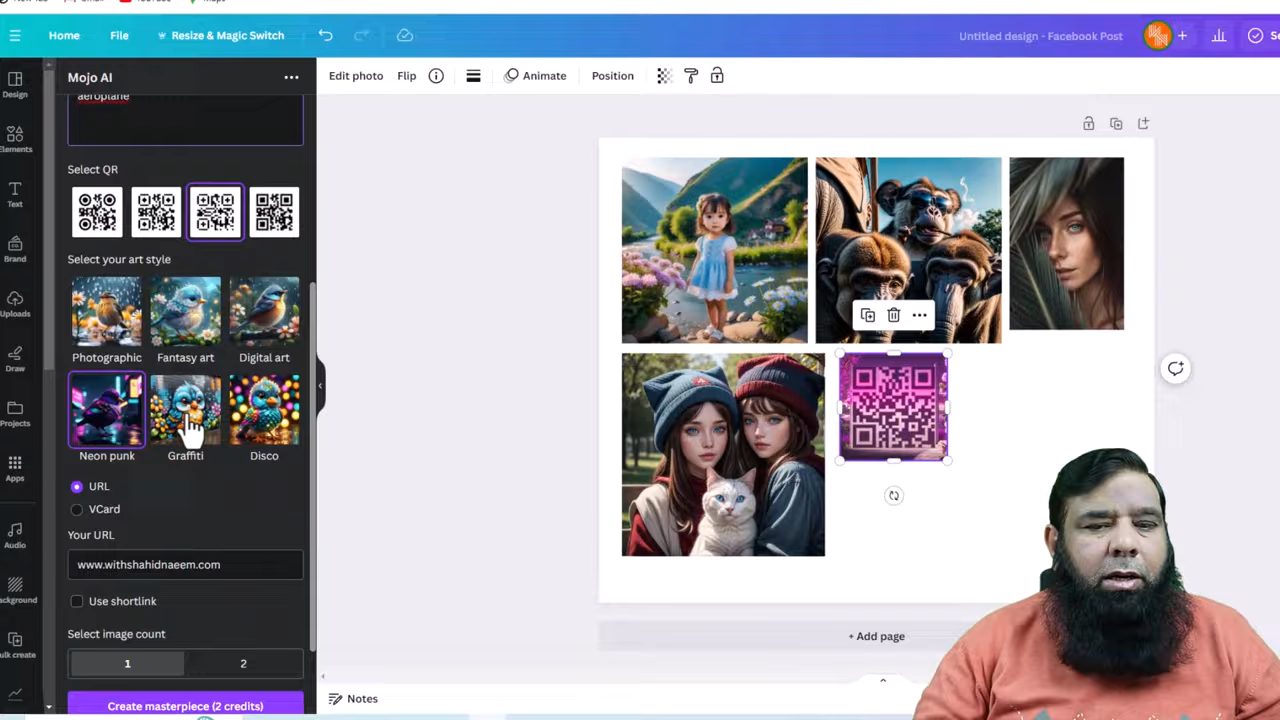 Home
File
Resize & Magic Switch
Untitled design - Facebook Post
Mojo AI
Edit photo
Flip
Animate
Position
Design
Elements
Text
Brand
Uploads
Draw
Projects
Apps
Audio
aeroplane
Select QR
Select your art style
Photographic
Fantasy art
Digital art
Neon punk
Graffiti
Disco
URL
VCard
Your URL
www.withshahidnaeem.com
Use shortlink
Select image count
1
2
Create masterpiece (2 credits)
+ Add page
Notes